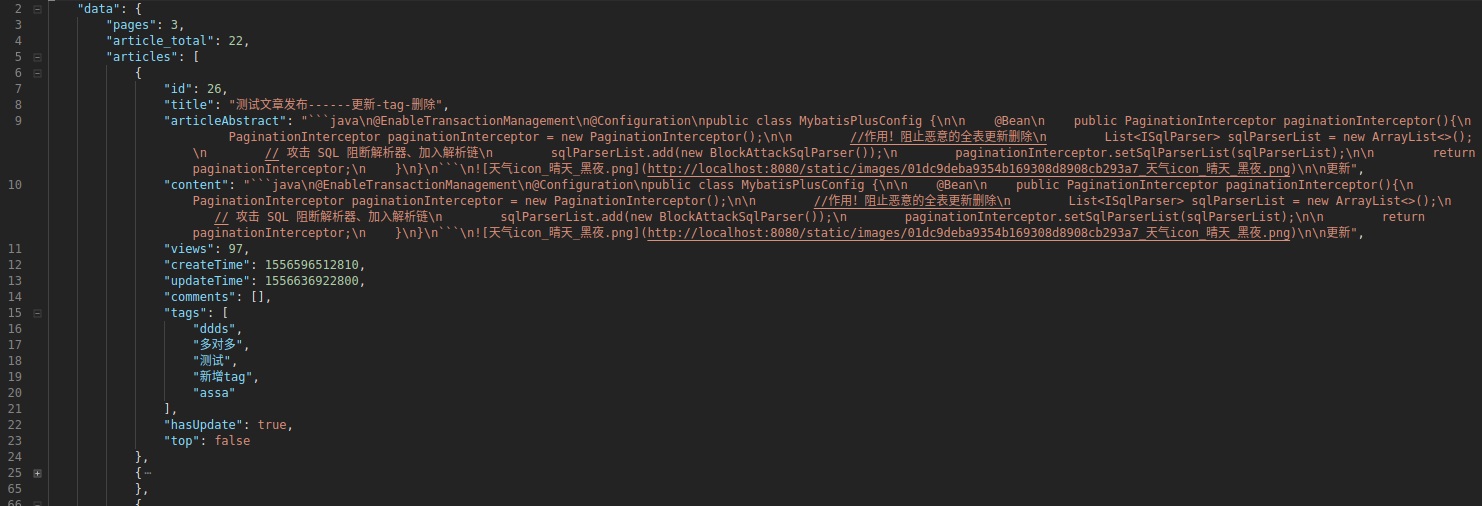 2 "data": {
3 "pages": 3,
4 "article_total": 22,
5 "articles": [
6 {
7 "id": 26,
8 "title": "测试文章发布------更新-tag-删除",
9 "articleAbstract": "```java\n@EnableTransactionManagement\n@Configuration\npublic class MybatisPlusConfig {\n\n    @Bean\n    public PaginationInterceptor paginationInterceptor(){\n
PaginationInterceptor paginationInterceptor = new PaginationInterceptor();\n\n        //作用！阻止恶意的全表更新删除\n        List<ISqlParser> sqlParserList = new ArrayList<>();
\n        // 攻击 SQL 阻断解析器、加入解析链\n        sqlParserList.add(new BlockAttackSqlParser());\n        paginationInterceptor.setSqlParserList(sqlParserList);\n\n        return
paginationInterceptor;\n    }\n}\n```\n![天气icon_晴天_黑夜.png](http://localhost:8080/static/images/01dc9deba9354b169308d8908cb293a7_天气icon_晴天_黑夜.png)\n\n更新",
10 "content": "```java\n@EnableTransactionManagement\n@Configuration\npublic class MybatisPlusConfig {\n\n    @Bean\n    public PaginationInterceptor paginationInterceptor(){\n
PaginationInterceptor paginationInterceptor = new PaginationInterceptor();\n\n        //作用！阻止恶意的全表更新删除\n        List<ISqlParser> sqlParserList = new ArrayList<>();\n
// 攻击 SQL 阻断解析器、加入解析链\n        sqlParserList.add(new BlockAttackSqlParser());\n        paginationInterceptor.setSqlParserList(sqlParserList);\n\n        return
paginationInterceptor;\n    }\n}\n```\n![天气icon_晴天_黑夜.png](http://localhost:8080/static/images/01dc9deba9354b169308d8908cb293a7_天气icon_晴天_黑夜.png)\n\n更新",
11 "views": 97,
12 "createTime": 1556596512810,
13 "updateTime": 1556636922800,
14 "comments": [],
15 "tags": [
16 "ddds",
17 "多对多",
18 "测试",
19 "新增tag",
20 "assa"
21 ],
22 "hasUpdate": true,
23 "top": false
24 },
25 {⋯
65 },
66 {